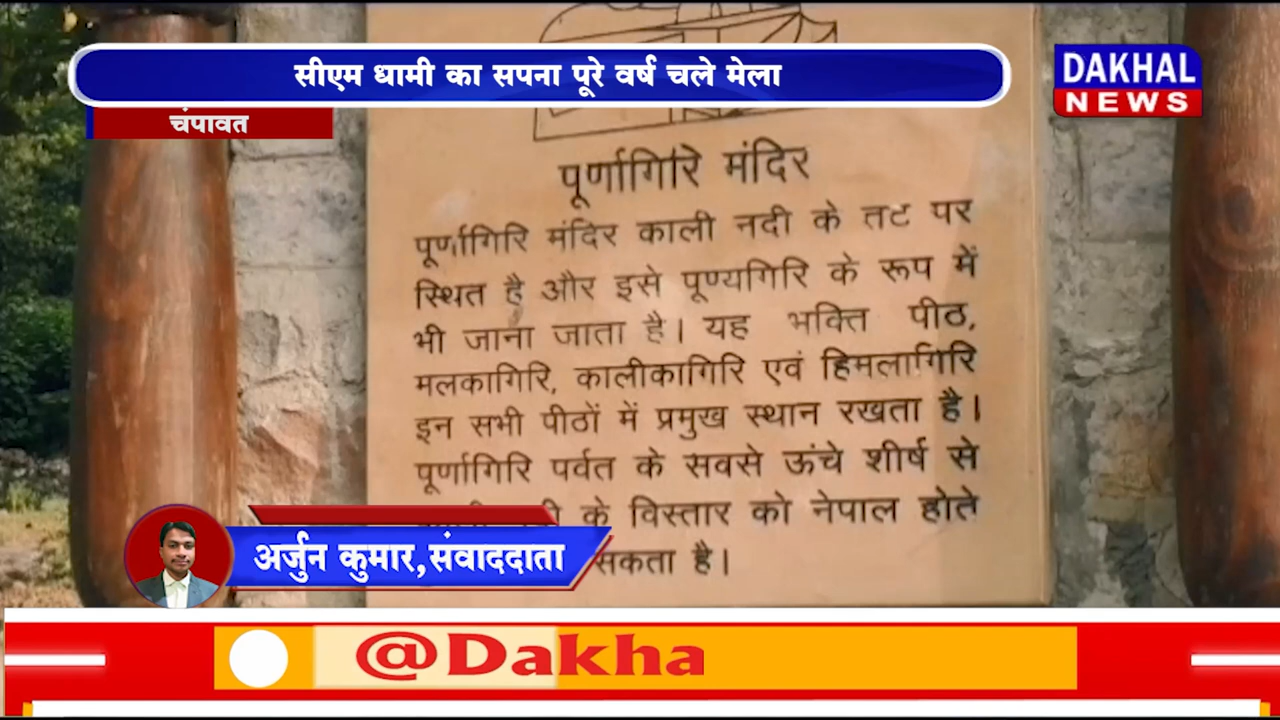 सीएम धामी का सपना पूरे वर्ष चले मेला
DAKHAL
NEWS
चंपावत
पूर्णागिरि मंदिर
पूर्णागिरि मंदिर काली नदी के तट पर
स्थित है और इसे पूण्यगिरि के रूप में
भी जाना जाता है। यह भक्ति पीठ,
मलकागिरि, कालीकागिरि एवं हिमलागिरि
इन सभी पीठों में प्रमुख स्थान रखता है।
पूर्णागिरि पर्वत के सबसे ऊंचे शीर्ष से
के विस्तार को नेपाल होते
सकता है।
अर्जुन कुमार,संवाददाता
@Dakha